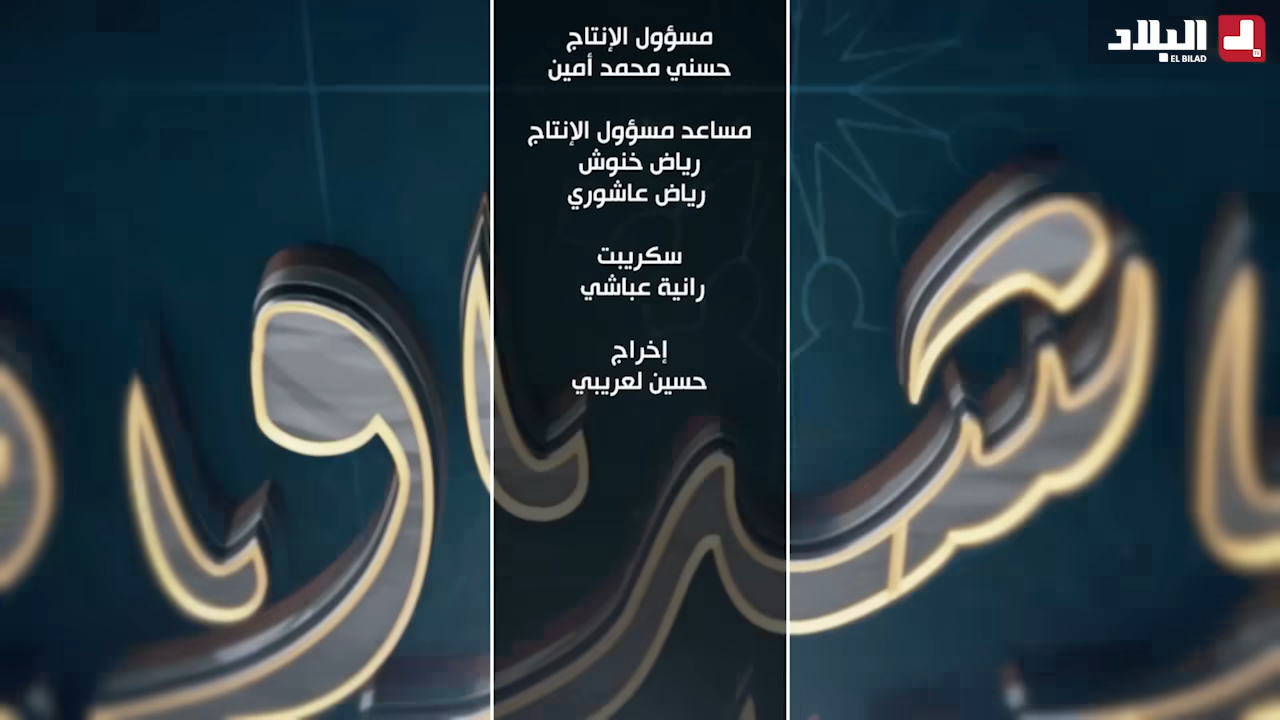 مسؤول الإنتاج
حسني محمد أمين
مساعد مسؤول الإنتاج
رياض خنوش
رياض عاشوري
سكريبت
رانية عباشي
إخراج
حسين لعريبي
البلاد
EL BILAD